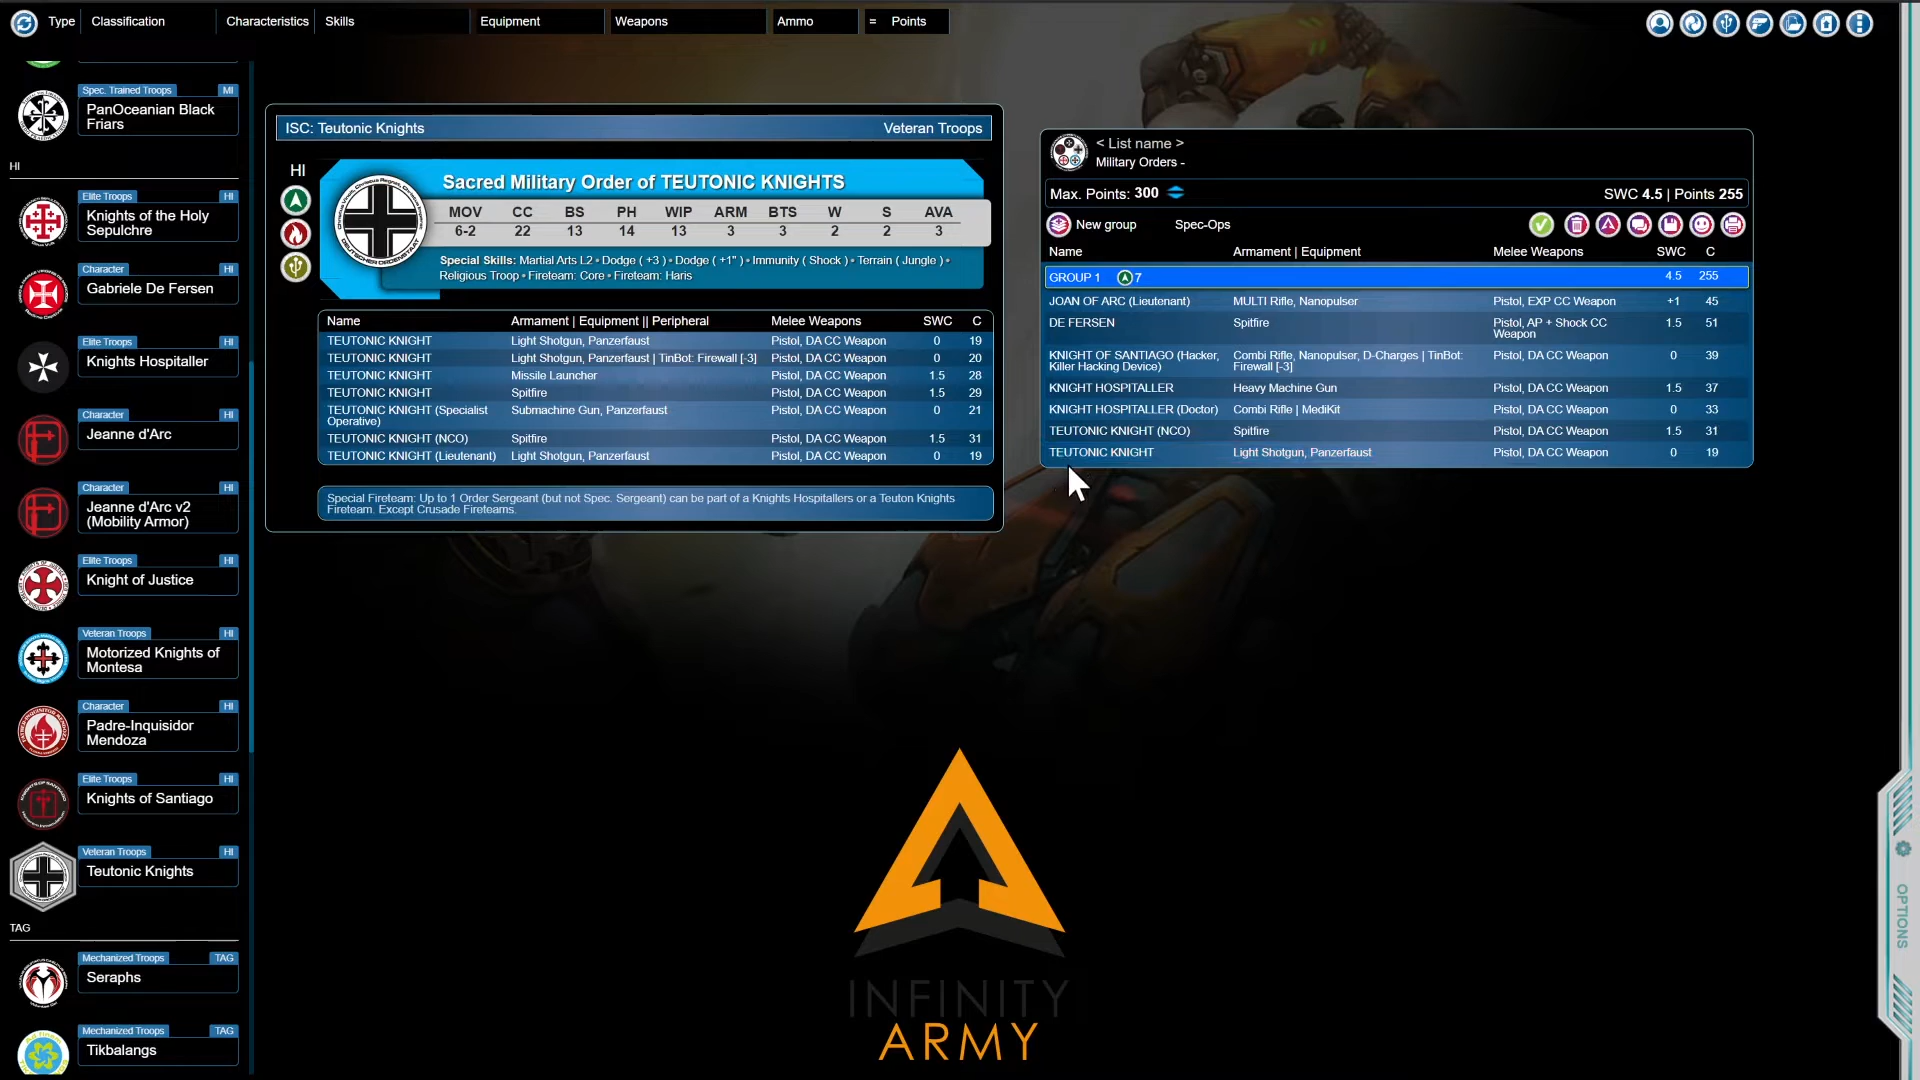 Type Classification Characteristics Skills Equipment Weapons Ammo = Points
Spec. Trained Troops MI
PanOceanian Black
Friars
HI
Elite Troops HI
Knights of the Holy
Sepulchre
Character HI
Gabriele De Fersen
Elite Troops HI
Knights Hospitaller
Character HI
Jeanne d'Arc
Character HI
Jeanne d'Arc v2
(Mobility Armor)
Elite Troops HI
Knight of Justice
Veteran Troops HI
Motorized Knights of
Montesa
Character HI
Padre-Inquisidor
Mendoza
Elite Troops HI
Knights of Santiago
Veteran Troops HI
Teutonic Knights
TAG
Mechanized Troops TAG
Seraphs
Mechanized Troops TAG
Tikbalangs
ISC: Teutonic Knights Veteran Troops
HI
Sacred Military Order of TEUTONIC KNIGHTS
MOV CC BS PH WIP ARM BTS W S AVA
6-2 22 13 14 13 3 3 2 2 3
Special Skills: Martial Arts L2 • Dodge ( +3 ) • Dodge ( +1" ) • Immunity ( Shock ) • Terrain ( Jungle ) •
Religious Troop • Fireteam: Core • Fireteam: Haris
Name Armament | Equipment || Peripheral Melee Weapons SWC C
TEUTONIC KNIGHT Light Shotgun, Panzerfaust Pistol, DA CC Weapon 0 19
TEUTONIC KNIGHT Light Shotgun, Panzerfaust | TinBot: Firewall [-3] Pistol, DA CC Weapon 0 20
TEUTONIC KNIGHT Missile Launcher Pistol, DA CC Weapon 1.5 28
TEUTONIC KNIGHT Spitfire Pistol, DA CC Weapon 1.5 29
TEUTONIC KNIGHT (Specialist Submachine Gun, Panzerfaust Pistol, DA CC Weapon 0 21
Operative)
TEUTONIC KNIGHT (NCO) Spitfire Pistol, DA CC Weapon 1.5 31
TEUTONIC KNIGHT (Lieutenant) Light Shotgun, Panzerfaust Pistol, DA CC Weapon 0 19
Special Fireteam: Up to 1 Order Sergeant (but not Spec. Sergeant) can be part of a Knights Hospitallers or a Teuton Knights
Fireteam. Except Crusade Fireteams.
< List name >
Military Orders -
Max. Points: 300 SWC 4.5 | Points 255
New group Spec-Ops
Name Armament | Equipment Melee Weapons SWC C
GROUP 1 7 4.5 255
JOAN OF ARC (Lieutenant) MULTI Rifle, Nanopulser Pistol, EXP CC Weapon +1 45
DE FERSEN Spitfire Pistol, AP + Shock CC 1.5 51
Weapon
KNIGHT OF SANTIAGO (Hacker, Combi Rifle, Nanopulser, D-Charges | TinBot: Pistol, DA CC Weapon 0 39
Killer Hacking Device) Firewall [-3]
KNIGHT HOSPITALLER Heavy Machine Gun Pistol, DA CC Weapon 1.5 37
KNIGHT HOSPITALLER (Doctor) Combi Rifle | MediKit Pistol, DA CC Weapon 0 33
TEUTONIC KNIGHT (NCO) Spitfire Pistol, DA CC Weapon 1.5 31
TEUTONIC KNIGHT Light Shotgun, Panzerfaust Pistol, DA CC Weapon 0 19
INFINITY
ARMY
OPTIONS